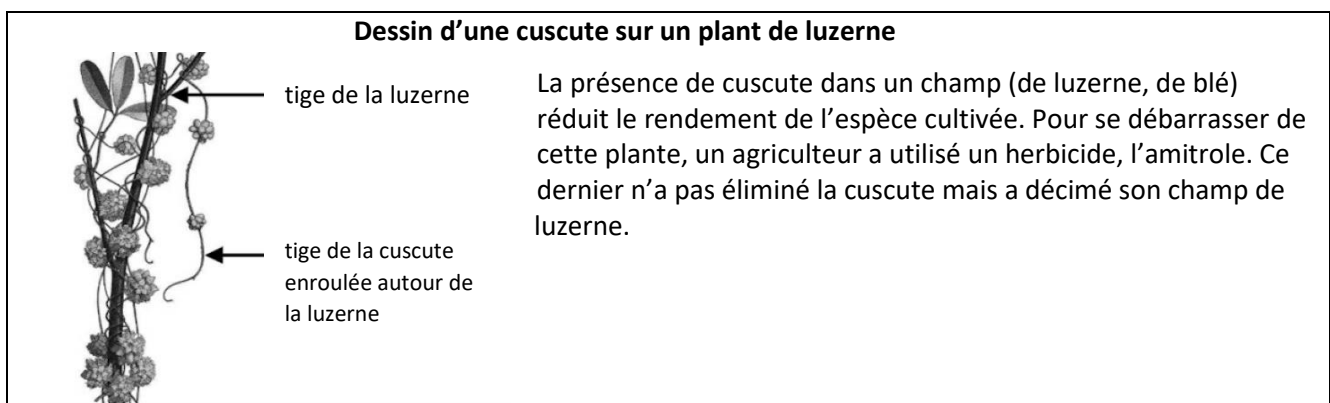 Dessin d’une cuscute sur un plant de luzerne
tige de la luzerne
tige de la cuscute
enroulée autour de
la luzerne
La présence de cuscute dans un champ (de luzerne, de blé)
réduit le rendement de l’espèce cultivée. Pour se débarrasser de
cette plante, un agriculteur a utilisé un herbicide, l’amitrole. Ce
dernier n’a pas éliminé la cuscute mais a décimé son champ de
luzerne.